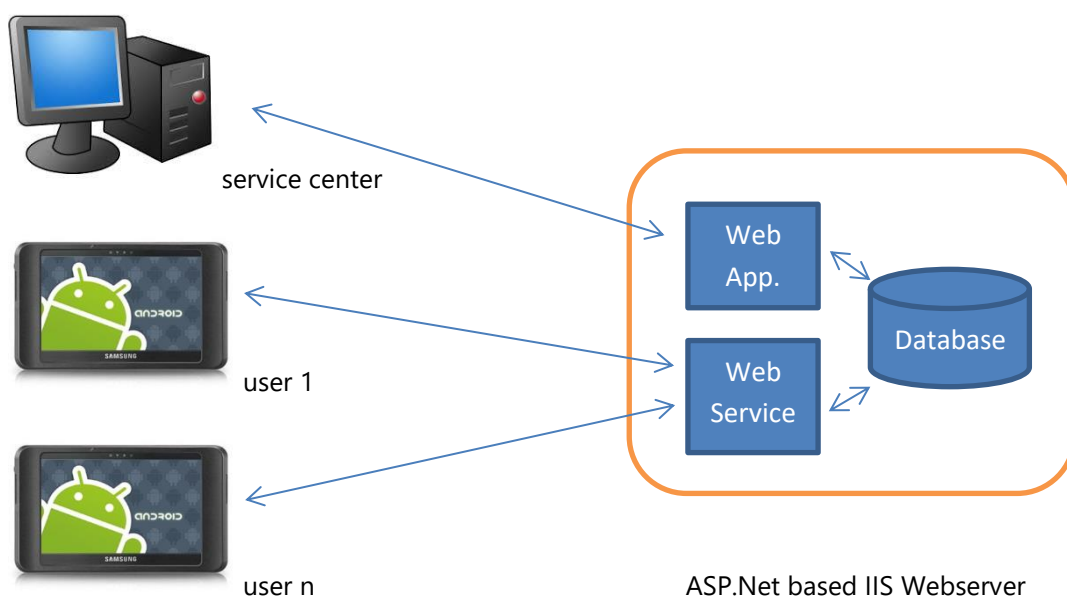 service center
Web
App.
Database
ANDROID
SAMSUNG
user 1
Web
Service
ANDROID
SAMSUNG
user n
ASP.Net based IIS Webserver